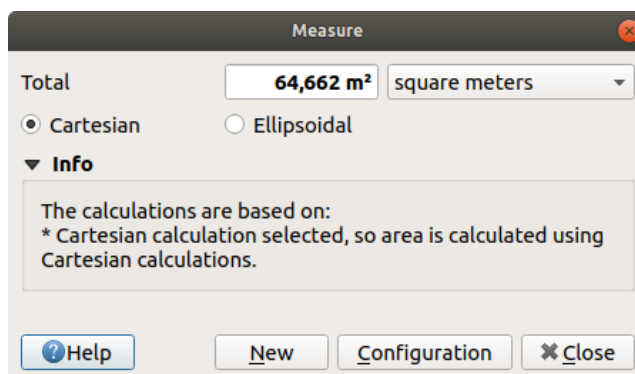 Measure
Total 64,662 m² square meters
Cartesian Ellipsoidal
Info
The calculations are based on:
* Cartesian calculation selected, so area is calculated using
Cartesian calculations.
Help New Configuration Close